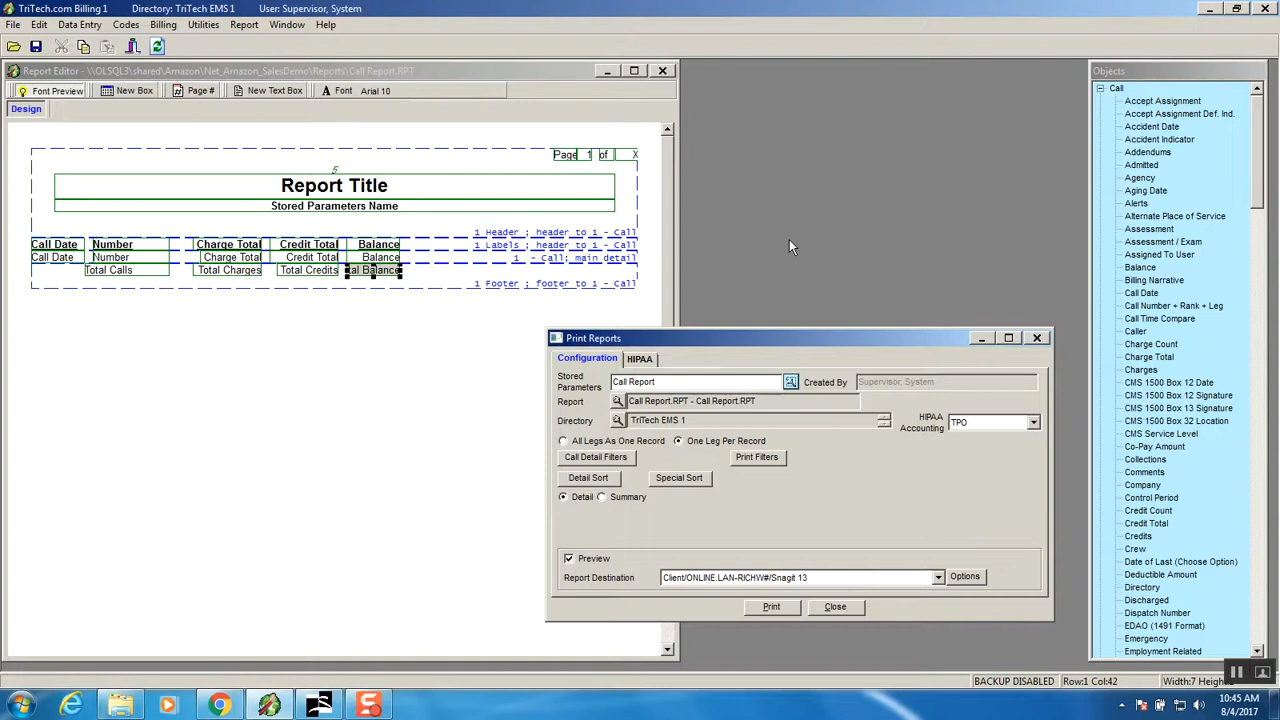 TriTech.com Billing 1 Directory: TriTech EMS 1 User: Supervisor, System
File Edit Data Entry Codes Billing Utilities Report Window Help
Report Editor - \\OLSQL3\shared\Amazon\Net_Amazon_SalesDemo\Reports\Call Report.RPT
Font Preview New Box Page # New Text Box Font Arial 10
Design
Page 1 of X
5
Report Title
Stored Parameters Name
1 Header ; header to 1 - Call
Call Date Number Charge Total Credit Total Balance 1 Labels ; header to 1 - Call
Call Date Number Charge Total Credit Total Balance 1 - Call; main detail
Total Calls Total Charges Total Credits tal Balance
1 Footer ; footer to 1 - Call
Print Reports
Configuration HIPAA
Stored Parameters Call Report Created By Supervisor, System
Report Call Report.RPT - Call Report.RPT
Directory TriTech EMS 1 HIPAA Accounting TPO
All Legs As One Record One Leg Per Record
Call Detail Filters Print Filters
Detail Sort Special Sort
Detail Summary
Preview
Report Destination Client/ONLINE.LAN-RICHW#/Snagit 13 Options
Print Close
Objects
Call
Accept Assignment
Accept Assignment Def. Ind.
Accident Date
Accident Indicator
Addendums
Admitted
Agency
Aging Date
Alerts
Alternate Place of Service
Assessment
Assessment / Exam
Assigned To User
Balance
Billing Narrative
Call Date
Call Number + Rank + Leg
Call Time Compare
Caller
Charge Count
Charge Total
Charges
CMS 1500 Box 12 Date
CMS 1500 Box 12 Signature
CMS 1500 Box 13 Signature
CMS 1500 Box 32 Location
CMS Service Level
Co-Pay Amount
Collections
Comments
Company
Control Period
Credit Count
Credit Total
Credits
Crew
Date of Last (Choose Option)
Deductible Amount
Directory
Discharged
Dispatch Number
EDAO (1491 Format)
Emergency
Employment Related
BACKUP DISABLED Row:1 Col:42 Width:7 Height
10:45 AM
8/4/2017